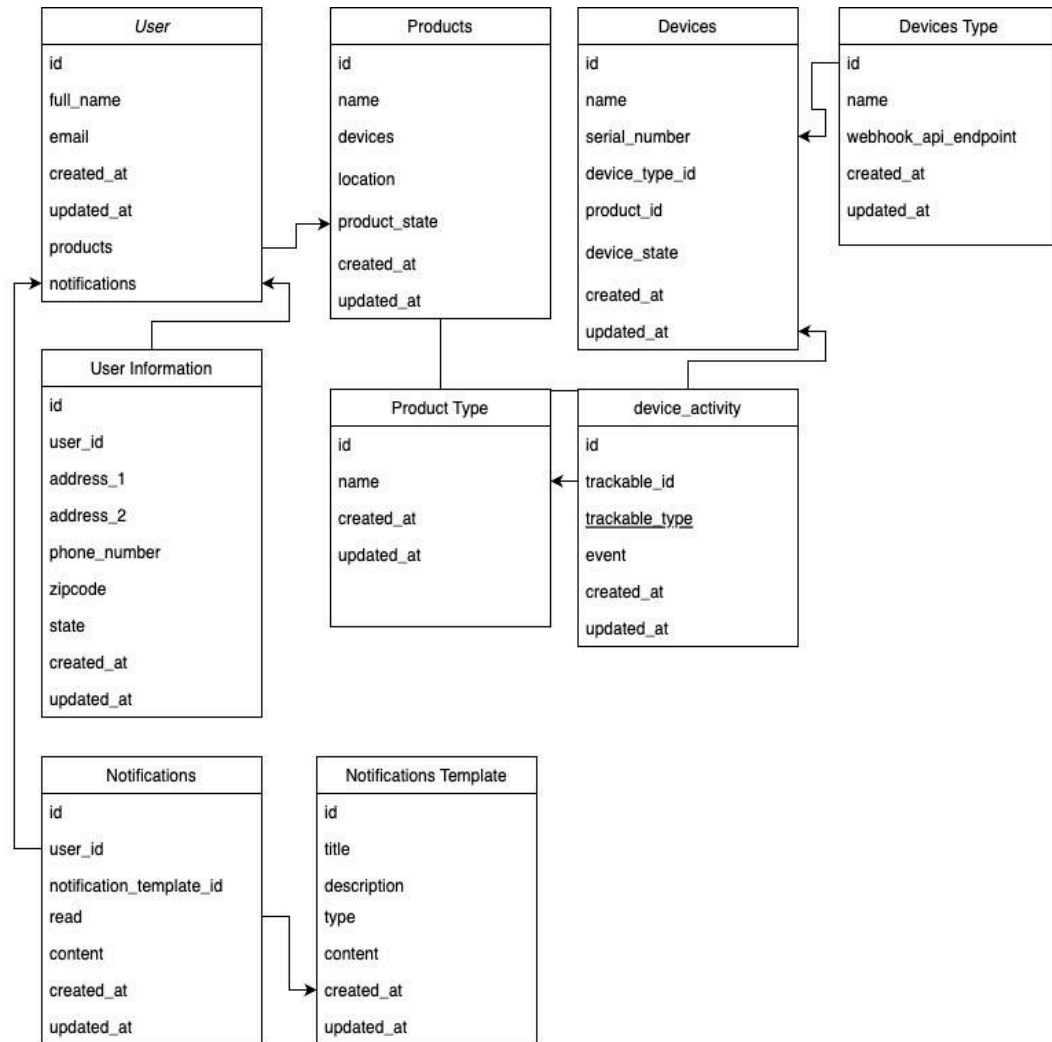 User
id
full_name
email
created_at
updated_at
products
notifications
Products
id
name
devices
location
product_state
created_at
updated_at
Devices
id
name
serial_number
device_type_id
product_id
device_state
created_at
updated_at
Devices Type
id
name
webhook_api_endpoint
created_at
updated_at
User Information
id
user_id
address_1
address_2
phone_number
zipcode
state
created_at
updated_at
Product Type
id
name
created_at
updated_at
device_activity
id
trackable_id
trackable_type
event
created_at
updated_at
Notifications
id
user_id
notification_template_id
read
content
created_at
updated_at
Notifications Template
id
title
description
type
content
created_at
updated_at